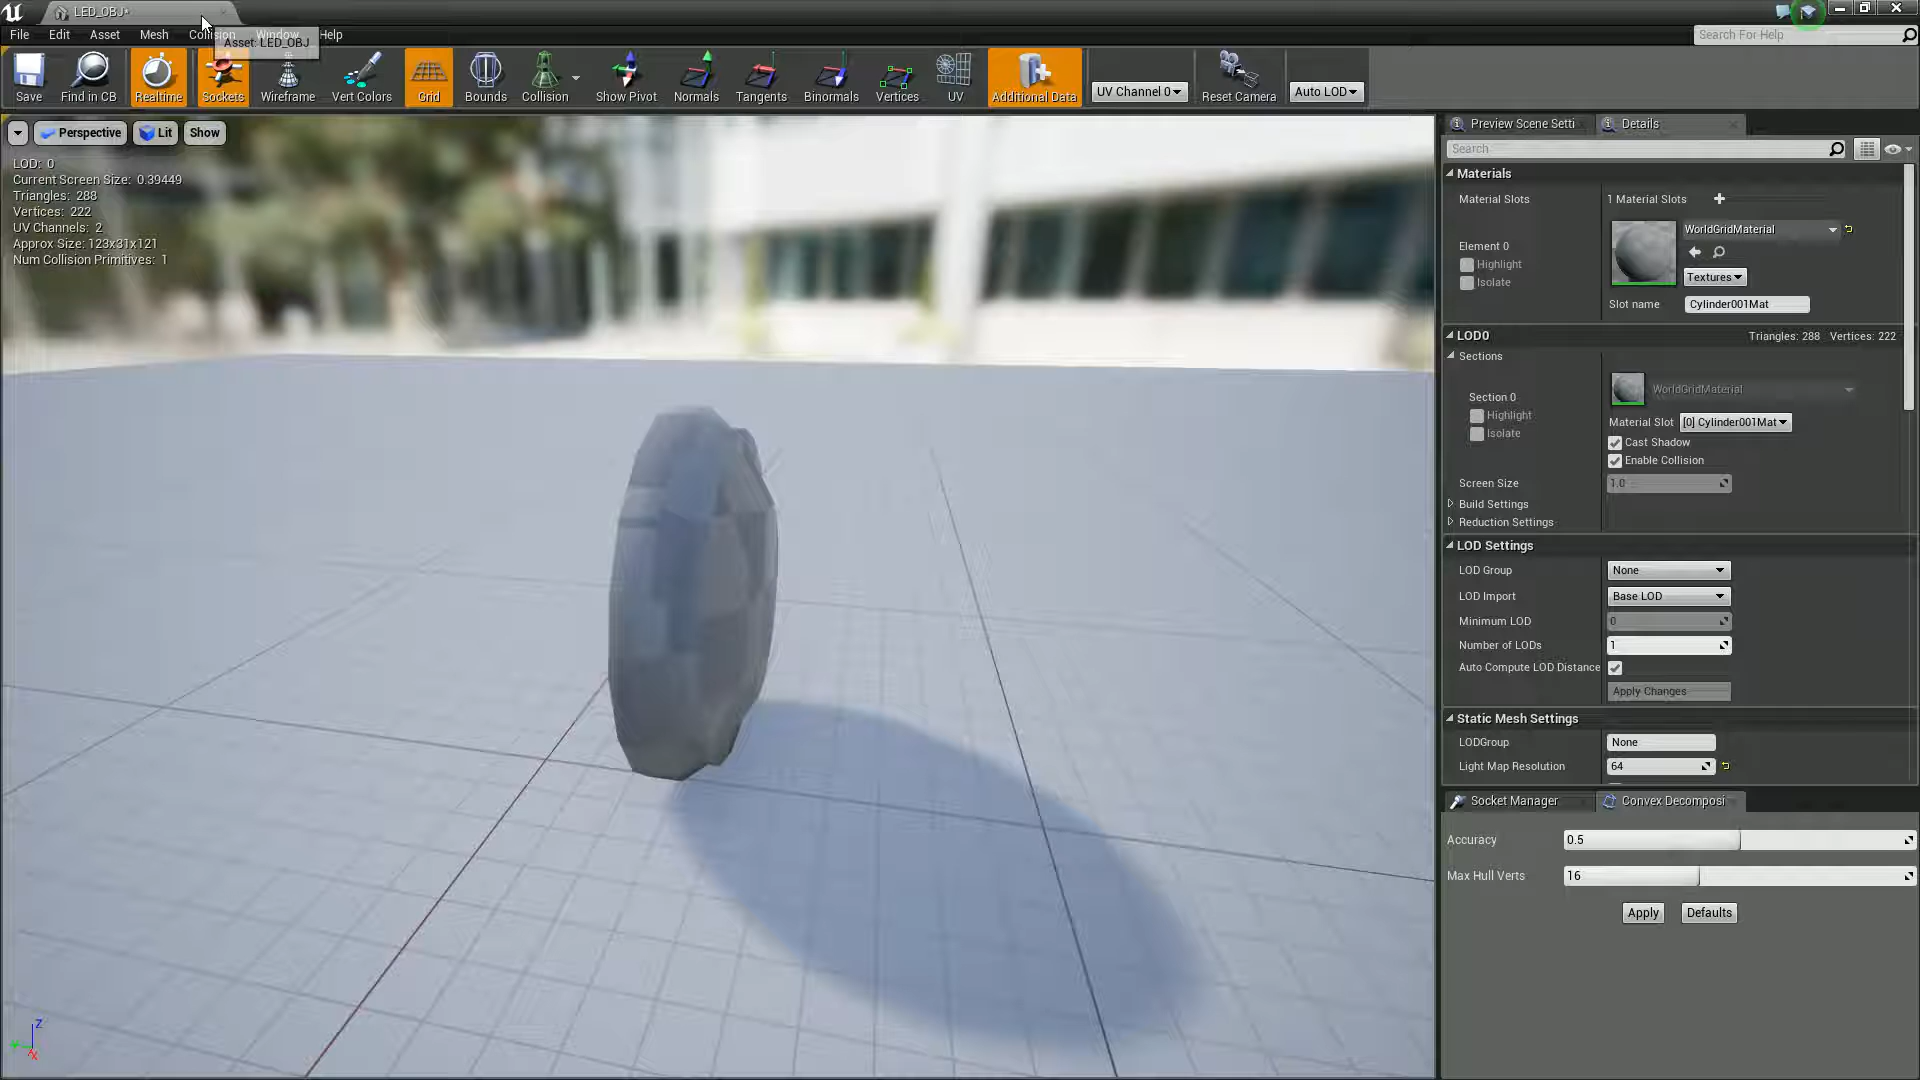 LED_OBJ*
File Edit Asset Mesh Collision Window Help
Asset: LED_OBJ
Search For Help
Save Find in CB Realtime Sockets Wireframe Vert Colors Grid Bounds Collision Show Pivot Normals Tangents Binormals Vertices UV Additional Data UV Channel 0 Reset Camera Auto LOD
Perspective Lit Show
LOD: 0
Current Screen Size: 0.39449
Triangles: 288
Vertices: 222
UV Channels: 2
Approx Size: 123x31x121
Num Collision Primitives: 1
Z
X
Preview Scene Setti Details
Search
Materials
Material Slots 1 Material Slots
WorldGridMaterial
Element 0
Highlight
Isolate
Textures
Slot name Cylinder001Mat
LOD0 Triangles: 288 Vertices: 222
Sections
WorldGridMaterial
Section 0
Highlight
Isolate
Material Slot [0] Cylinder001Mat
Cast Shadow
Enable Collision
Screen Size 1.0
Build Settings
Reduction Settings
LOD Settings
LOD Group None
LOD Import Base LOD
Minimum LOD 0
Number of LODs 1
Auto Compute LOD Distance
Apply Changes
Static Mesh Settings
LODGroup None
Light Map Resolution 64
Socket Manager Convex Decomposi
Accuracy 0.5
Max Hull Verts 16
Apply Defaults